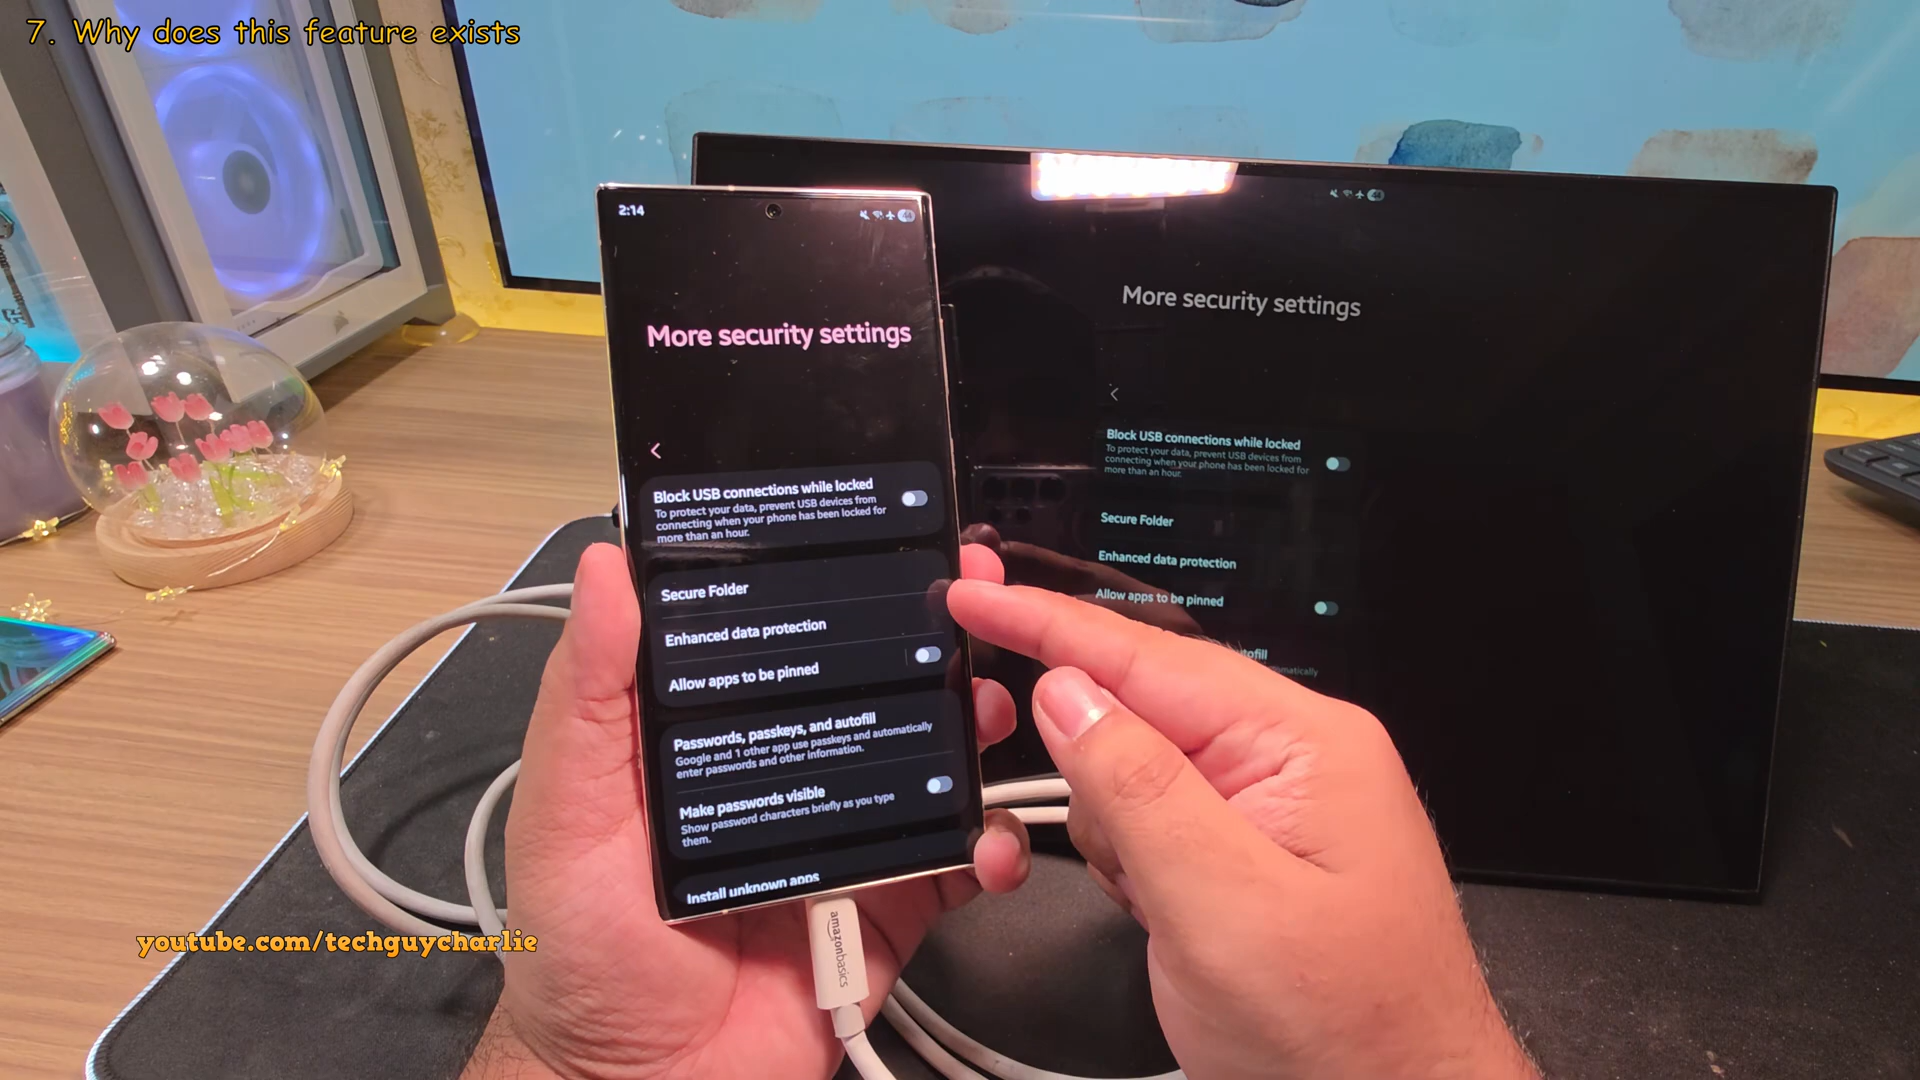 7. Why does this feature exists
2:14
More security settings
Block USB connections while locked
To protect your data, prevent USB devices from
connecting when your phone has been locked for
more than an hour.
Secure Folder
Enhanced data protection
Allow apps to be pinned
Passwords, passkeys, and autofill
Google and 1 other app use passkeys and automatically
enter passwords and other information.
Make passwords visible
Show password characters briefly as you type
them.
Install unknown apps
More security settings
Block USB connections while locked
To protect your data, prevent USB devices from
connecting when your phone has been locked for
more than an hour.
Secure Folder
Enhanced data protection
Allow apps to be pinned
amazonbasics
youtube.com/techguycharlie